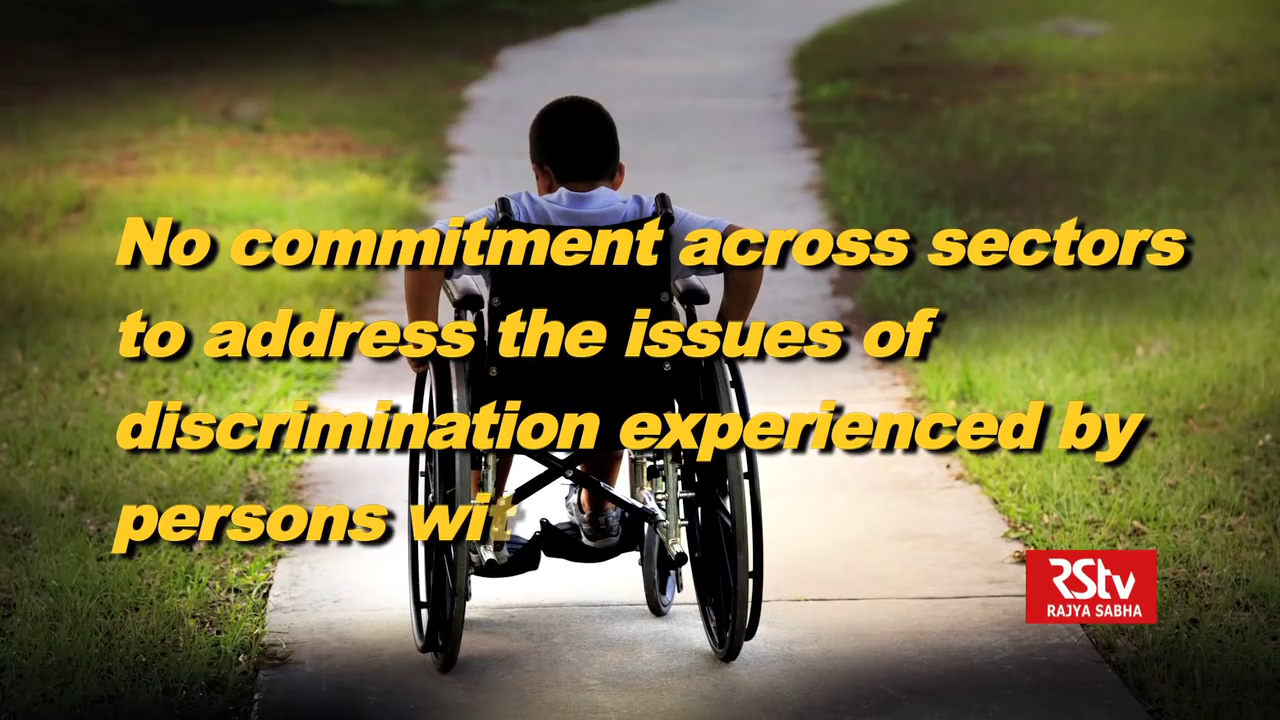 No commitment across sectors
to address the issues of
discrimination experienced by
persons wit
RStv
RAJYA SABHA